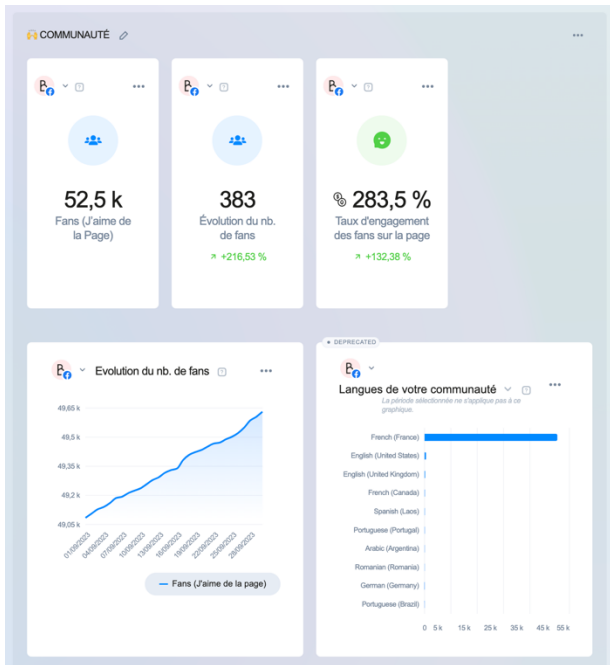 COMMUNAUTÉ
52,5 k
Fans (J'aime de
la Page)
383
Évolution du nb.
de fans
+216,53 %
283,5 %
Taux d'engagement
des fans sur la page
+132,38 %
Evolution du nb. de fans
49,65 k
49,5 k
49,35 k
49,2 k
49,05 k
01/09/2023
04/09/2023
07/09/2023
10/09/2023
13/09/2023
16/09/2023
19/09/2023
22/09/2023
25/09/2023
28/09/2023
Fans (J'aime de la page)
DEPRECATED
Langues de votre communauté
La période sélectionnée ne s'applique pas à ce
graphique.
French (France)
English (United States)
English (United Kingdom)
French (Canada)
Spanish (Laos)
Portuguese (Portugal)
Arabic (Argentina)
Romanian (Romania)
German (Germany)
Portuguese (Brazil)
0 5 k 15 k 25 k 35 k 45 k 55 k